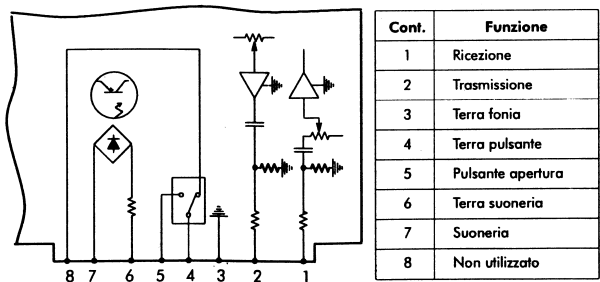 8 7 6 5 4 3 2 1
Cont. Funzione
1 Ricezione
2 Trasmissione
3 Terra fonia
4 Terra pulsante
5 Pulsante apertura
6 Terra suoneria
7 Suoneria
8 Non utilizzato